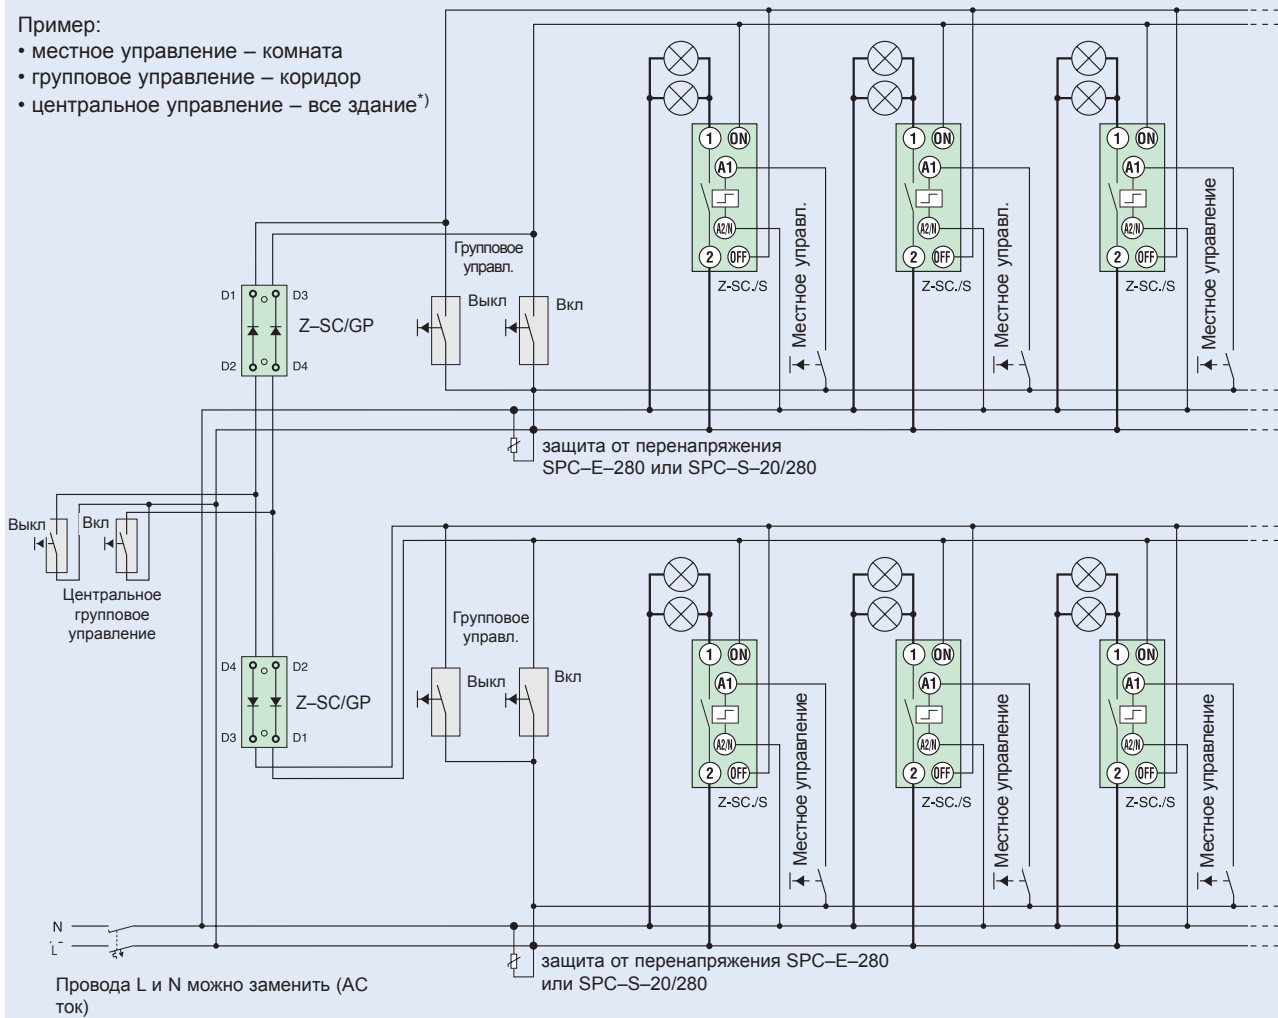 Пример:
• местное управление – комната
• групповое управление – коридор
• центральное управление – все здание*)
1 ON
A1
A2/N
2 OFF
Z-SC./S
Местное управл.
1 ON
A1
A2/N
2 OFF
Z-SC./S
Местное управл.
1 ON
A1
A2/N
2 OFF
Z-SC./S
Местное управление
Групповое
управл.
Выкл
Вкл
D1 D3
Z–SC/GP
D2 D4
защита от перенапряжения
SPC–E–280 или SPC–S–20/280
Выкл
Вкл
Центральное
групповое
управление
D4 D2
Z–SC/GP
D3 D1
Групповое
управл.
Выкл
Вкл
1 ON
A1
A2/N
2 OFF
Z-SC./S
Местное управление
1 ON
A1
A2/N
2 OFF
Z-SC./S
Местное управление
1 ON
A1
A2/N
2 OFF
Z-SC./S
Местное управление
N
L
защита от перенапряжения SPC–E–280
или SPC–S–20/280
Провода L и N можно заменить (AC
ток)